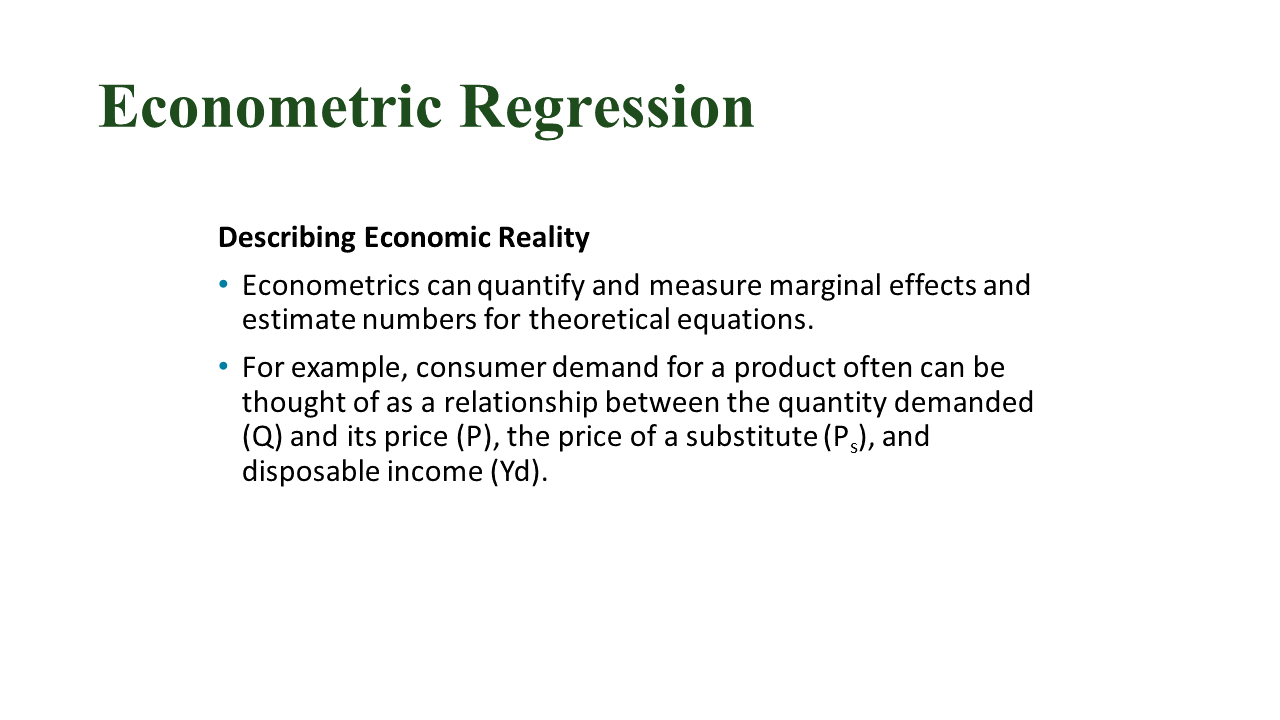 Econometric Regression
Describing Economic Reality
• Econometrics can quantify and measure marginal effects and
estimate numbers for theoretical equations.
• For example, consumer demand for a product often can be
thought of as a relationship between the quantity demanded
(Q) and its price (P), the price of a substitute (Ps), and
disposable income (Yd).